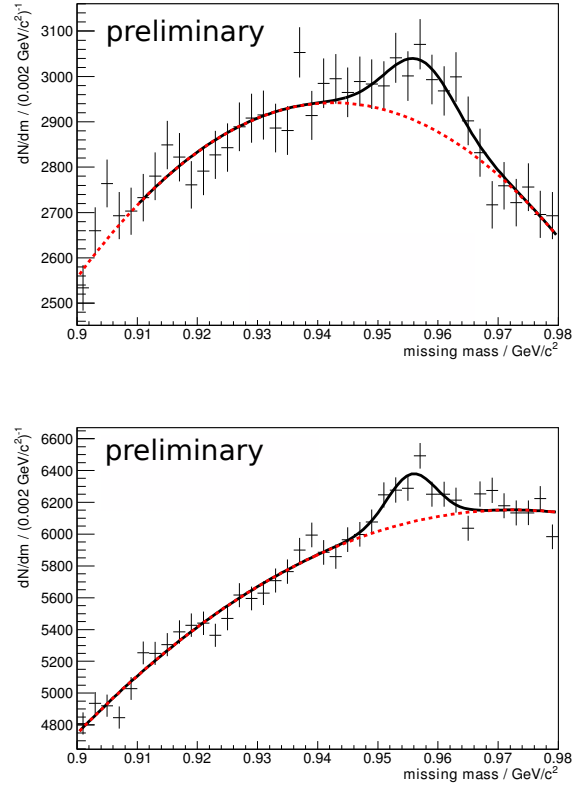 preliminary
dN/dm / (0.002 GeV/c²)⁻¹
3100
3000
2900
2800
2700
2600
2500
0.9 0.91 0.92 0.93 0.94 0.95 0.96 0.97 0.98
missing mass / GeV/c²
preliminary
dN/dm / (0.002 GeV/c²)⁻¹
6600
6400
6200
6000
5800
5600
5400
5200
5000
4800
0.9 0.91 0.92 0.93 0.94 0.95 0.96 0.97 0.98
missing mass / GeV/c²